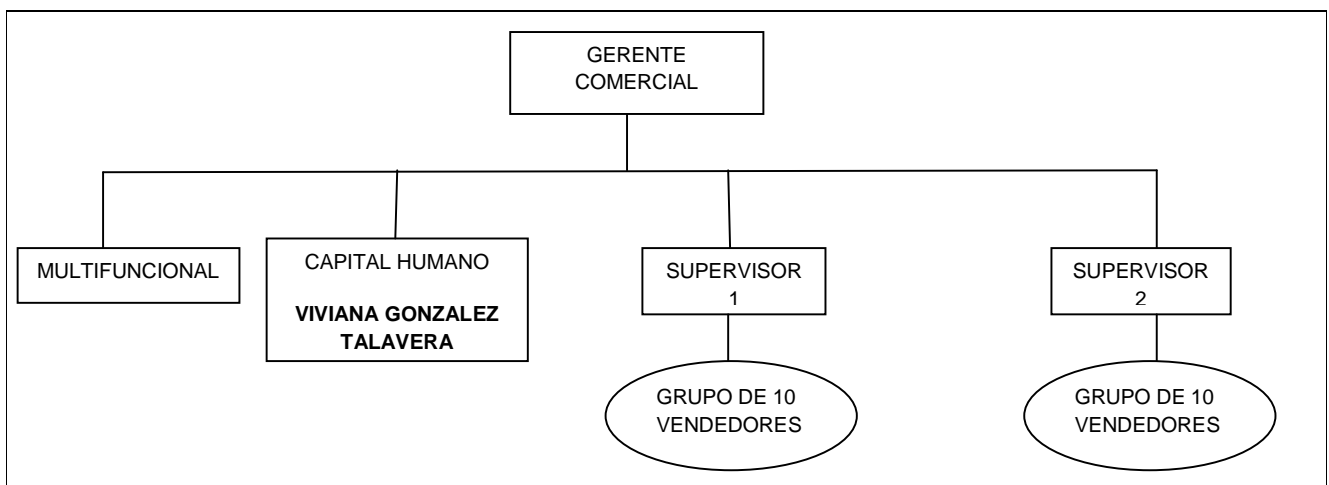 GERENTE
COMERCIAL
MULTIFUNCIONAL
CAPITAL HUMANO
VIVIANA GONZALEZ
TALAVERA
SUPERVISOR
1
SUPERVISOR
2
GRUPO DE 10
VENDEDORES
GRUPO DE 10
VENDEDORES